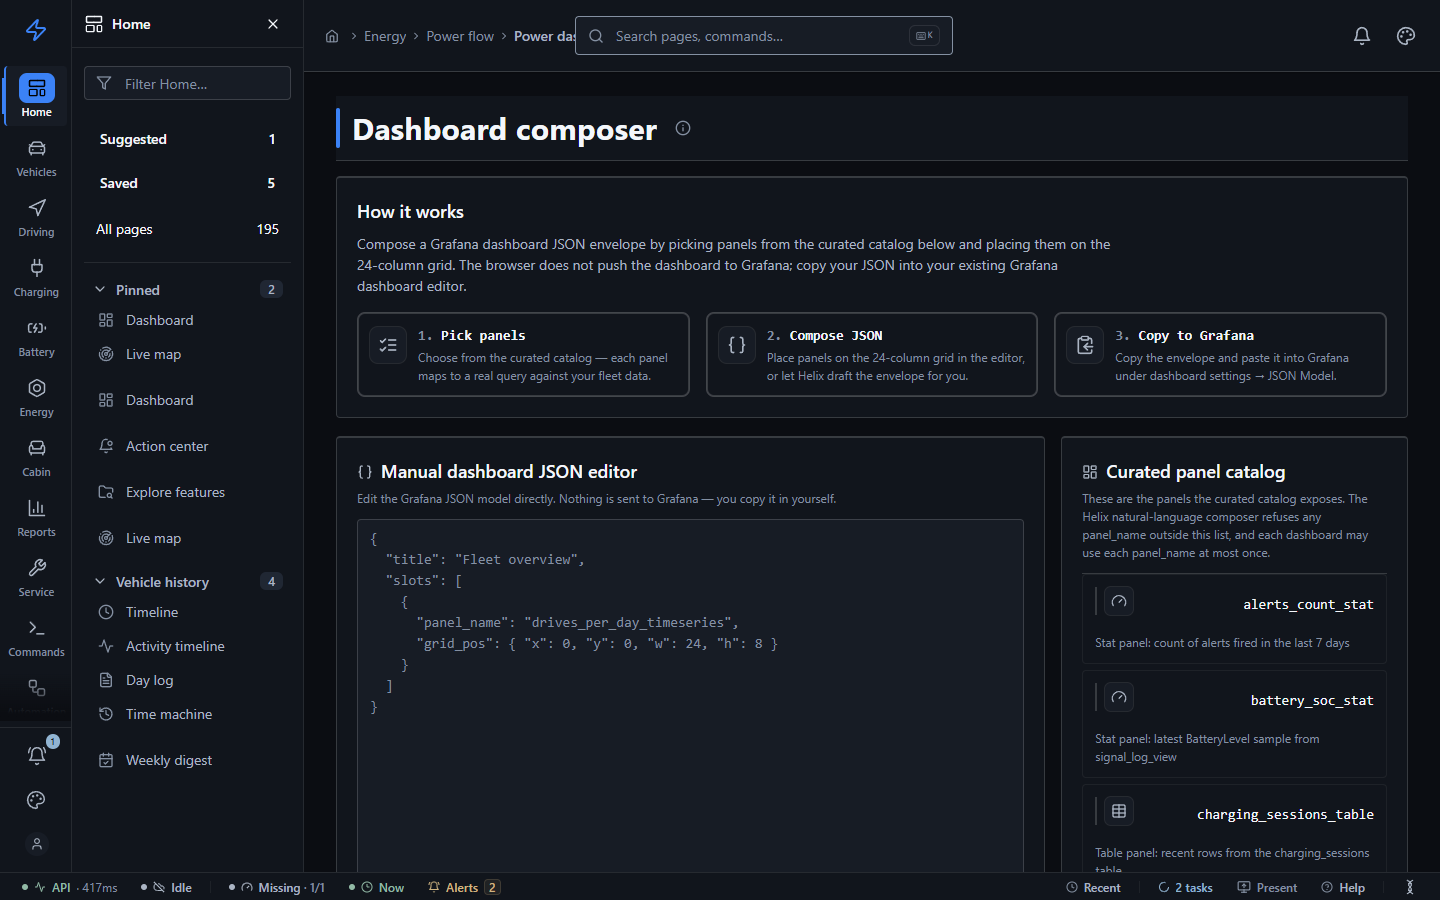 Home
Vehicles
Driving
Charging
Battery
Energy
Cabin
Reports
Service
Commands
1
Home
Filter Home...
Suggested 1
Saved 5
All pages 195
Pinned 2
Dashboard
Live map
Dashboard
Action center
Explore features
Live map
Vehicle history 4
Timeline
Activity timeline
Day log
Time machine
Weekly digest
Energy > Power flow > Power das
Search pages, commands... K
Dashboard composer
How it works
Compose a Grafana dashboard JSON envelope by picking panels from the curated catalog below and placing them on the
24-column grid. The browser does not push the dashboard to Grafana; copy your JSON into your existing Grafana
dashboard editor.
1. Pick panels
Choose from the curated catalog — each panel
maps to a real query against your fleet data.
2. Compose JSON
Place panels on the 24-column grid in the editor,
or let Helix draft the envelope for you.
3. Copy to Grafana
Copy the envelope and paste it into Grafana
under dashboard settings → JSON Model.
{} Manual dashboard JSON editor
Edit the Grafana JSON model directly. Nothing is sent to Grafana — you copy it in yourself.
{
"title": "Fleet overview",
"slots": [
{
"panel_name": "drives_per_day_timeseries",
"grid_pos": { "x": 0, "y": 0, "w": 24, "h": 8 }
}
]
}
Curated panel catalog
These are the panels the curated catalog exposes. The
Helix natural-language composer refuses any
panel_name outside this list, and each dashboard may
use each panel_name at most once.
alerts_count_stat
Stat panel: count of alerts fired in the last 7 days
battery_soc_stat
Stat panel: latest BatteryLevel sample from
signal_log_view
charging_sessions_table
Table panel: recent rows from the charging_sessions
table
API · 417ms
Idle
Missing · 1/1
Now
Alerts 2
Recent
2 tasks
Present
Help